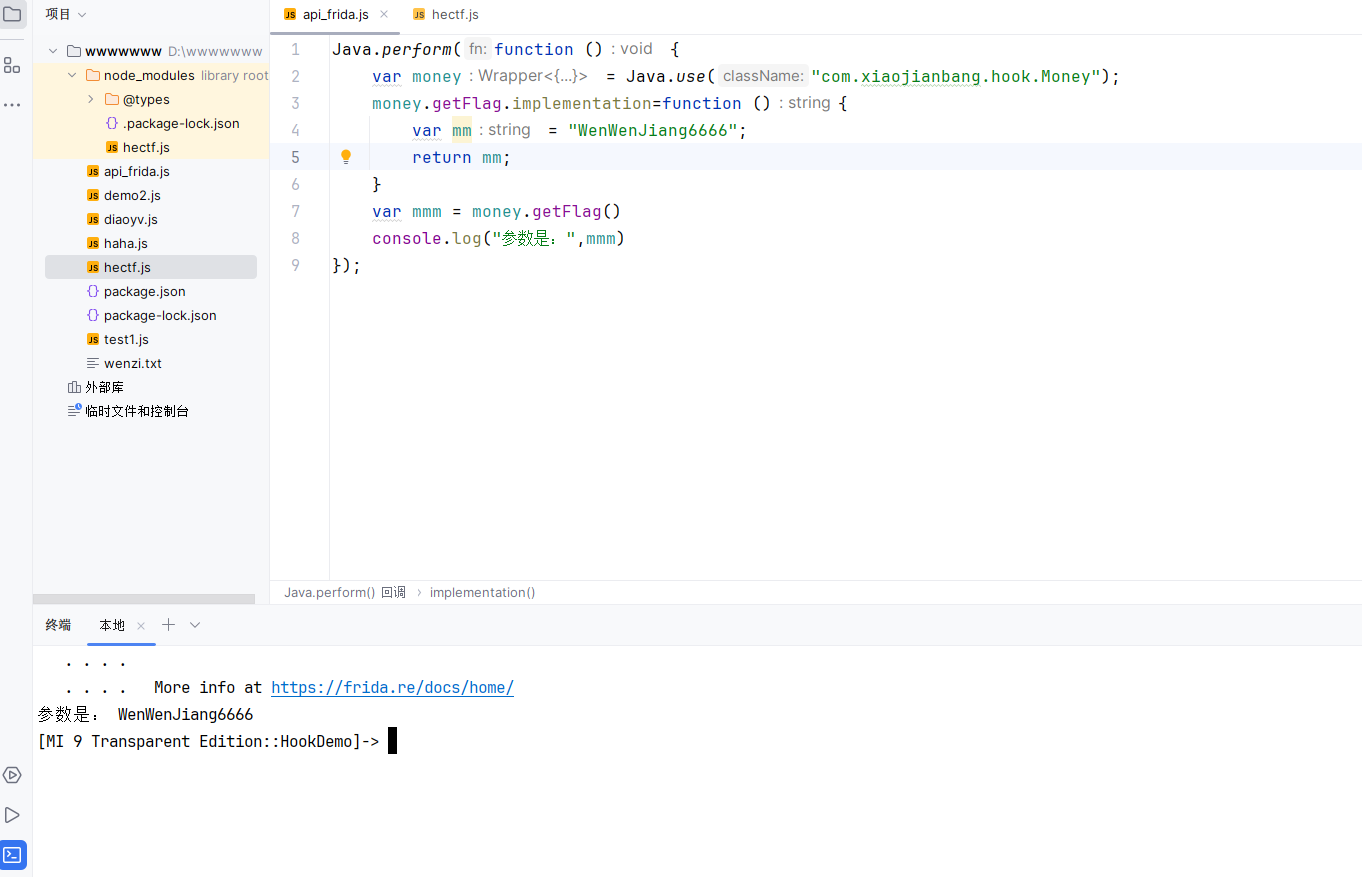 项目
api_frida.js
hectf.js
wwwwwww D:\wwwwwww
node_modules library root
@types
.package-lock.json
hectf.js
api_frida.js
demo2.js
diaoyv.js
haha.js
hectf.js
package.json
package-lock.json
test1.js
wenzi.txt
外部库
临时文件和控制台
1 Java.perform( fn: function () : void {
2 var money : Wrapper<{...}> = Java.use( className: "com.xiaojianbang.hook.Money");
3 money.getFlag.implementation=function () : string {
4 var mm : string = "WenWenJiang6666";
5 return mm;
6 }
7 var mmm = money.getFlag()
8 console.log("参数是：",mmm)
9 });
Java.perform() 回调 › implementation()
终端 本地
. . . .
. . . . More info at https://frida.re/docs/home/
参数是： WenWenJiang6666
[MI 9 Transparent Edition::HookDemo]->